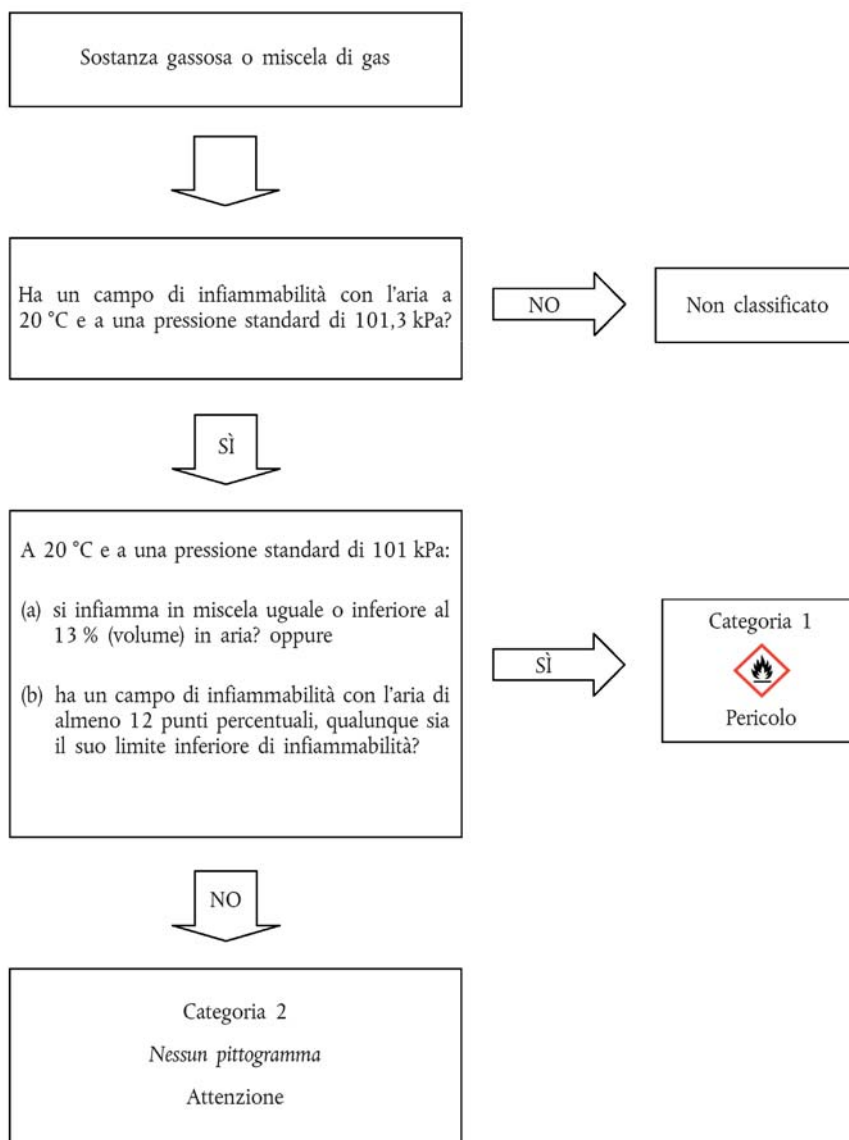 Sostanza gassosa o miscela di gas
Ha un campo di infiammabilità con l'aria a
20 °C e a una pressione standard di 101,3 kPa?
NO
Non classificato
SÌ
A 20 °C e a una pressione standard di 101 kPa:
(a) si infiamma in miscela uguale o inferiore al
13 % (volume) in aria? oppure
(b) ha un campo di infiammabilità con l'aria di
almeno 12 punti percentuali, qualunque sia
il suo limite inferiore di infiammabilità?
SÌ
Categoria 1
Pericolo
NO
Categoria 2
Nessun pittogramma
Attenzione